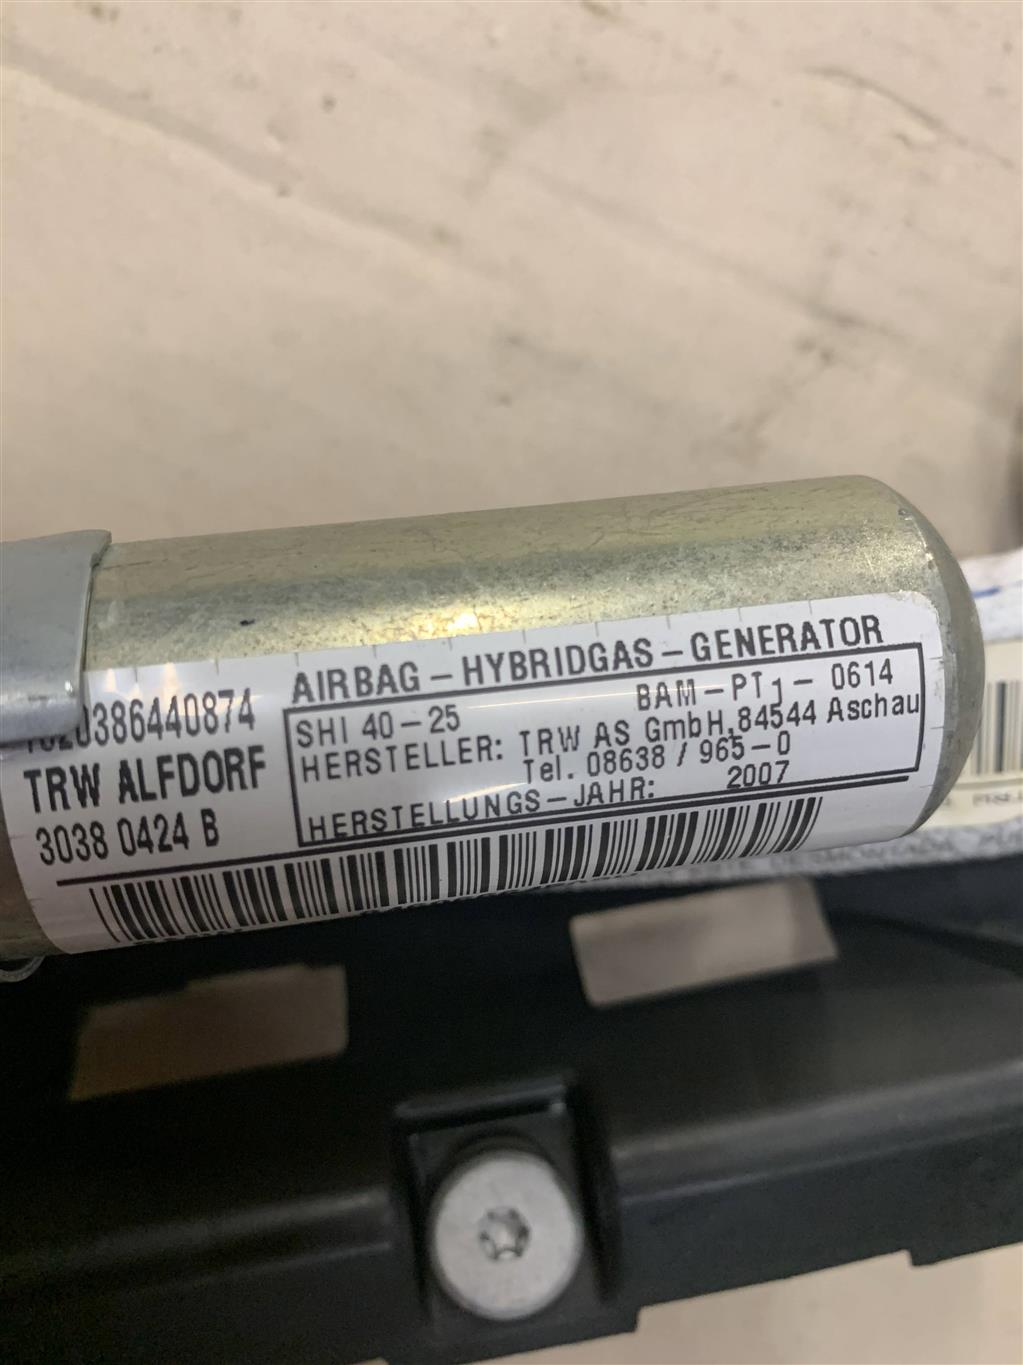 AIRBAG-HYBRIDGAS-GENERATOR
SHI 40-25 BAM-PT1-0614
HERSTELLER: TRW AS GmbH, 84544 Aschau
Tel. 08638 / 965-0
HERSTELLUNGS-JAHR: 2007
TRW ALFDORF
3038 0424 B